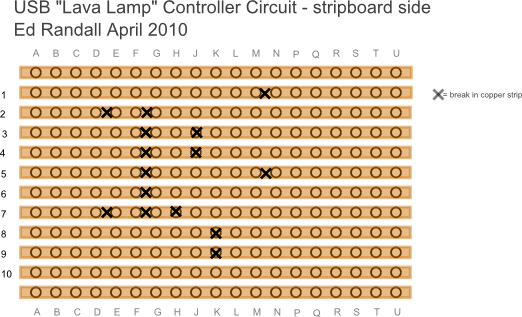 USB "Lava Lamp" Controller Circuit - stripboard side
Ed Randall April 2010
A B C D E F G H J K L M N P Q R S T U
1
= break in copper strip
2
3
4
5
6
7
8
9
10
A B C D E F G H J K L M N P Q R S T U